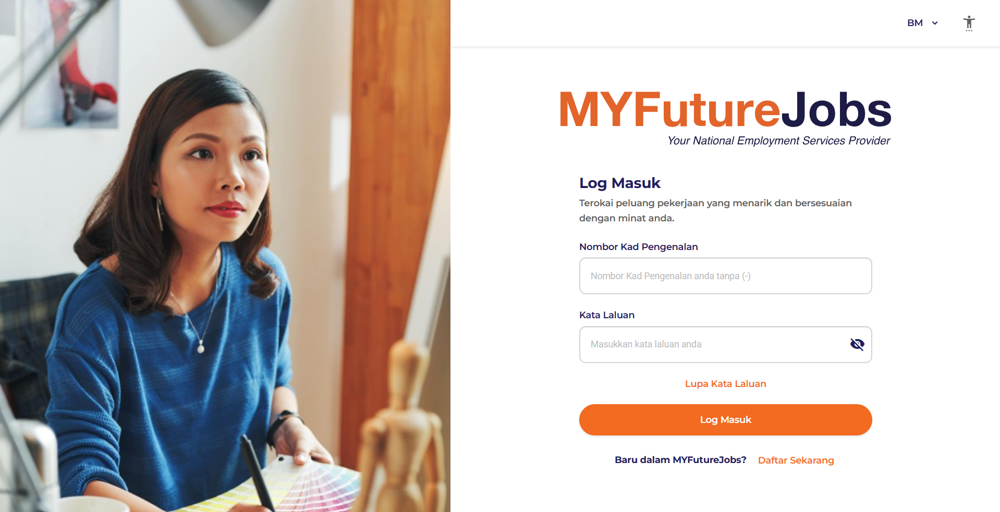 BM
MYFutureJobs
Your National Employment Services Provider
Log Masuk
Terokai peluang pekerjaan yang menarik dan bersesuaian
dengan minat anda.
Nombor Kad Pengenalan
Nombor Kad Pengenalan anda tanpa (-)
Kata Laluan
Masukkan kata laluan anda
Lupa Kata Laluan
Log Masuk
Baru dalam MYFutureJobs? Daftar Sekarang